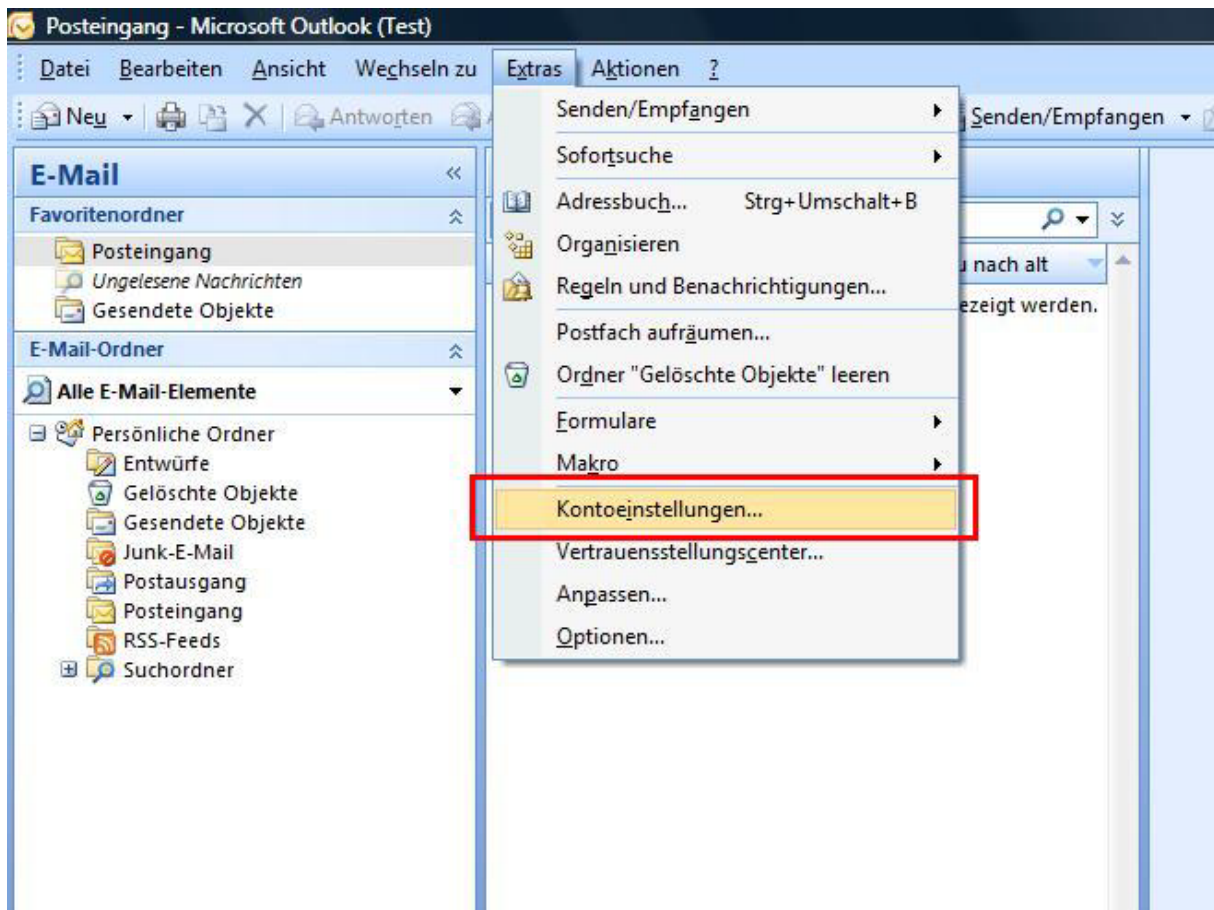 Posteingang - Microsoft Outlook (Test)
Datei Bearbeiten Ansicht Wechseln zu Extras Aktionen ?
Neu Antworten Senden/Empfangen
E-Mail
Favoritenordner
Posteingang
Ungelesene Nachrichten
Gesendete Objekte
E-Mail-Ordner
Alle E-Mail-Elemente
Persönliche Ordner
Entwürfe
Gelöschte Objekte
Gesendete Objekte
Junk-E-Mail
Postausgang
Posteingang
RSS-Feeds
Suchordner
Senden/Empfangen
Sofortsuche
Adressbuch... Strg+Umschalt+B
Organisieren
Regeln und Benachrichtigungen...
Postfach aufräumen...
Ordner "Gelöschte Objekte" leeren
Formulare
Makro
Kontoeinstellungen...
Vertrauensstellungscenter...
Anpassen...
Optionen...
nach alt
werden.